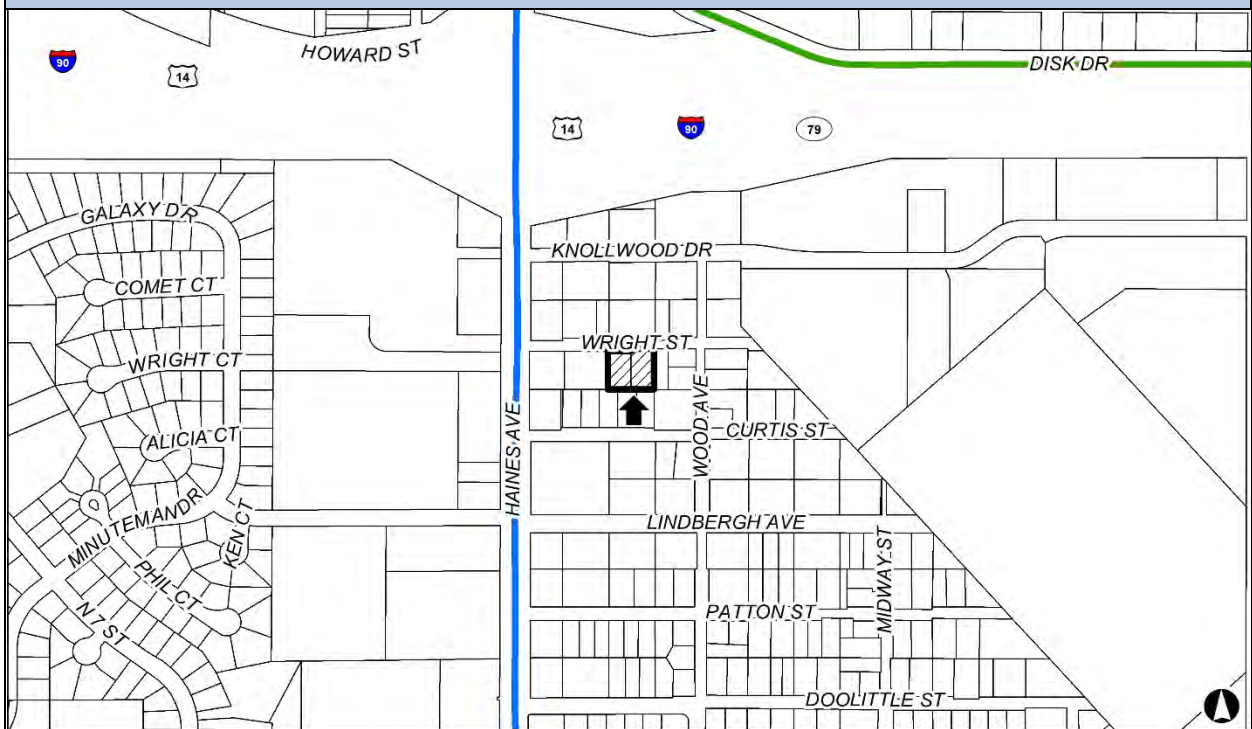 HOWARD ST
90
14
DISK DR
14
90
79
GALAXY DR
KNOLLWOOD DR
COMET CT
WRIGHT ST
WRIGHT CT
HAINES AVE
WOOD AVE
ALICIA CT
CURTIS ST
MINUTEMAN DR
KEN CT
LINDBERGH AVE
MIDWAY ST
PHIL CT
N 7 ST
PATTON ST
DOOLITTLE ST